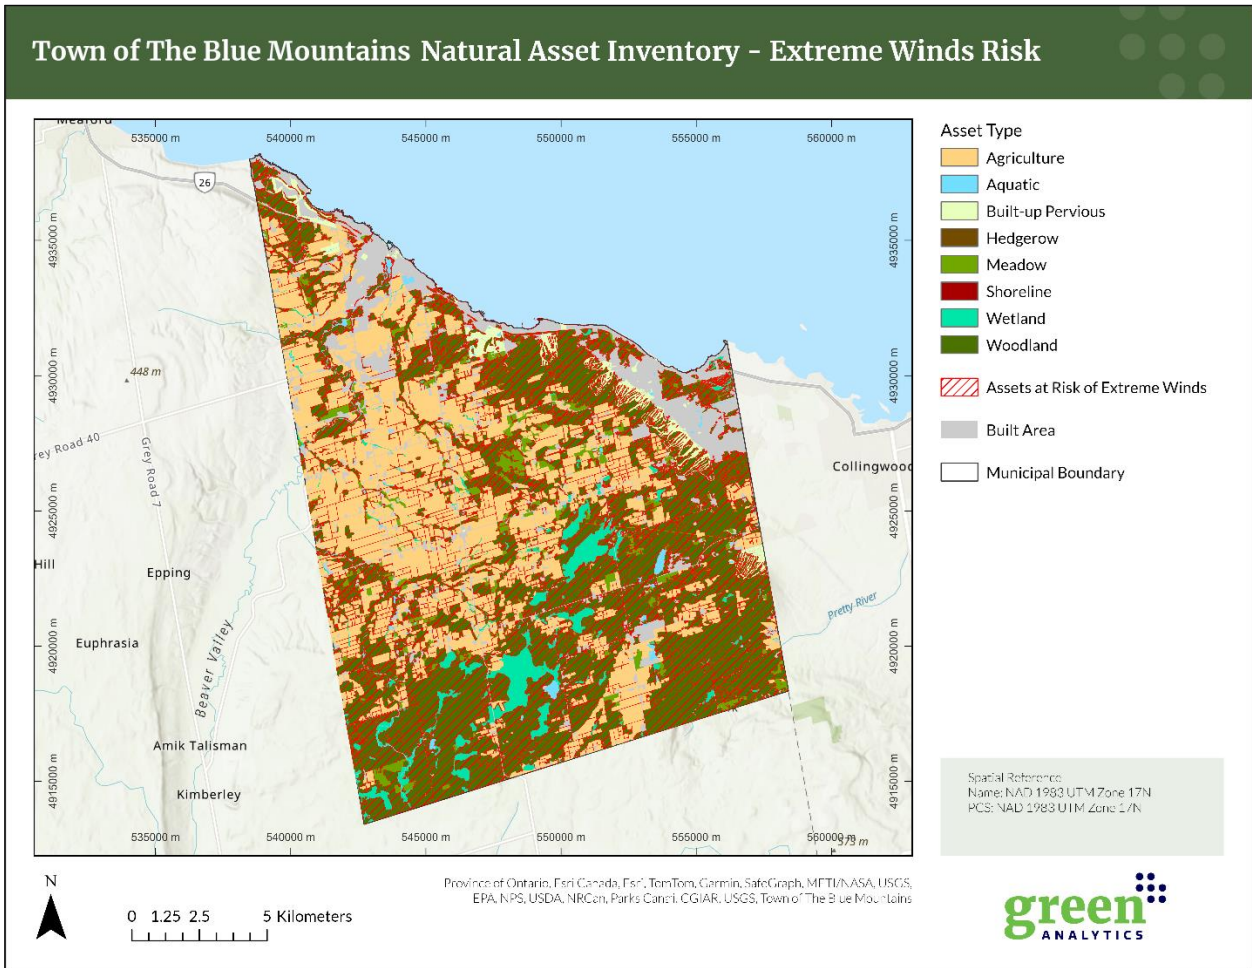 Town of The Blue Mountains Natural Asset Inventory - Extreme Winds Risk
Meaford
535000 m
540000 m
545000 m
550000 m
555000 m
560000 m
26
4935000 m
4935000 m
4930000 m
4930000 m
448 m
rey Road 40
Grey Road 7
Collingwood
4925000 m
4925000 m
Hill
Epping
Pretty River
Euphrasia
Beaver Valley
4920000 m
4920000 m
Amik Talisman
Kimberley
4915000 m
4915000 m
535000 m
540000 m
545000 m
550000 m
555000 m
560000 m
373 m
Asset Type
Agriculture
Aquatic
Built-up Pervious
Hedgerow
Meadow
Shoreline
Wetland
Woodland
Assets at Risk of Extreme Winds
Built Area
Municipal Boundary
Spatial Reference
Name: NAD 1983 UTM Zone 17N
PCS: NAD 1983 UTM Zone 17N
N
0 1.25 2.5 5 Kilometers
Province of Ontario, Esri Canada, Esri, TomTom, Garmin, SafeGraph, METI/NASA, USGS,
EPA, NPS, USDA, NRCan, Parks Canada, CGIAR, USGS, Town of The Blue Mountains
green
ANALYTICS